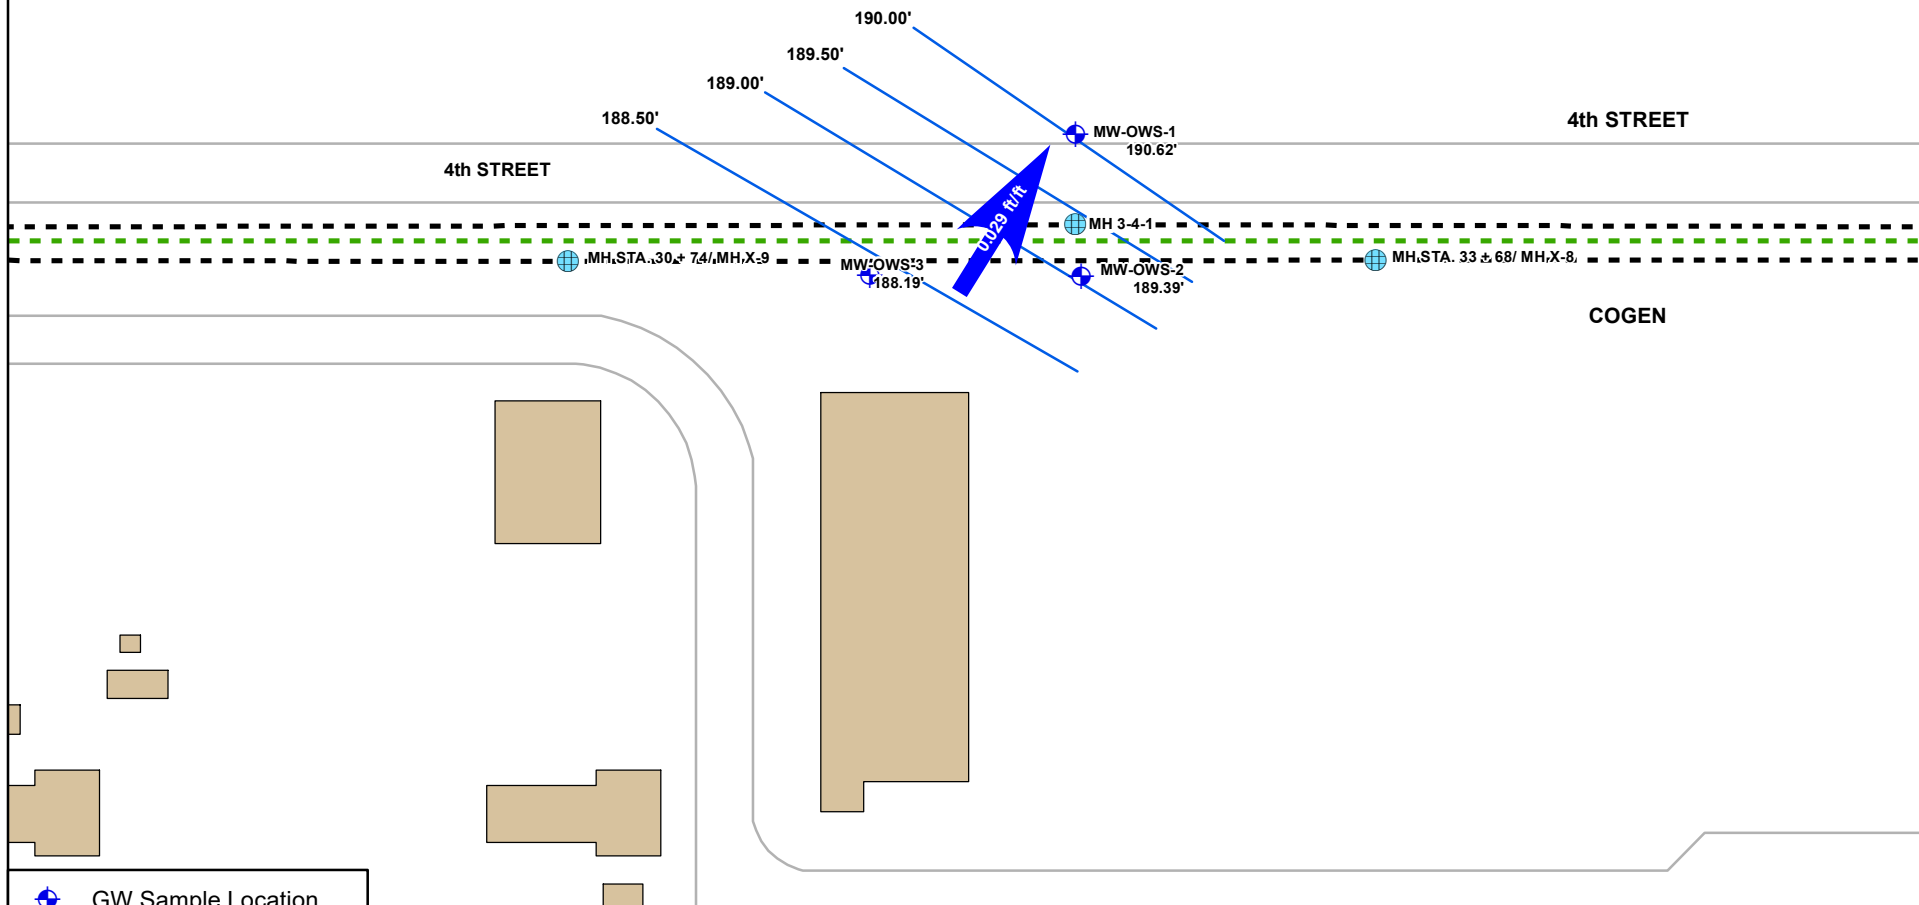 190.00'
189.50'
189.00'
188.50'
MW-OWS-1
190.62'
4th STREET
4th STREET
0.029 ft/ft
MH 3-4-1
MH STA. 30 + 74/ MH X-9
MW-OWS-3
188.19'
MW-OWS-2
189.39'
MH STA. 33 + 68/ MH X-8
COGEN
GW Sample Location